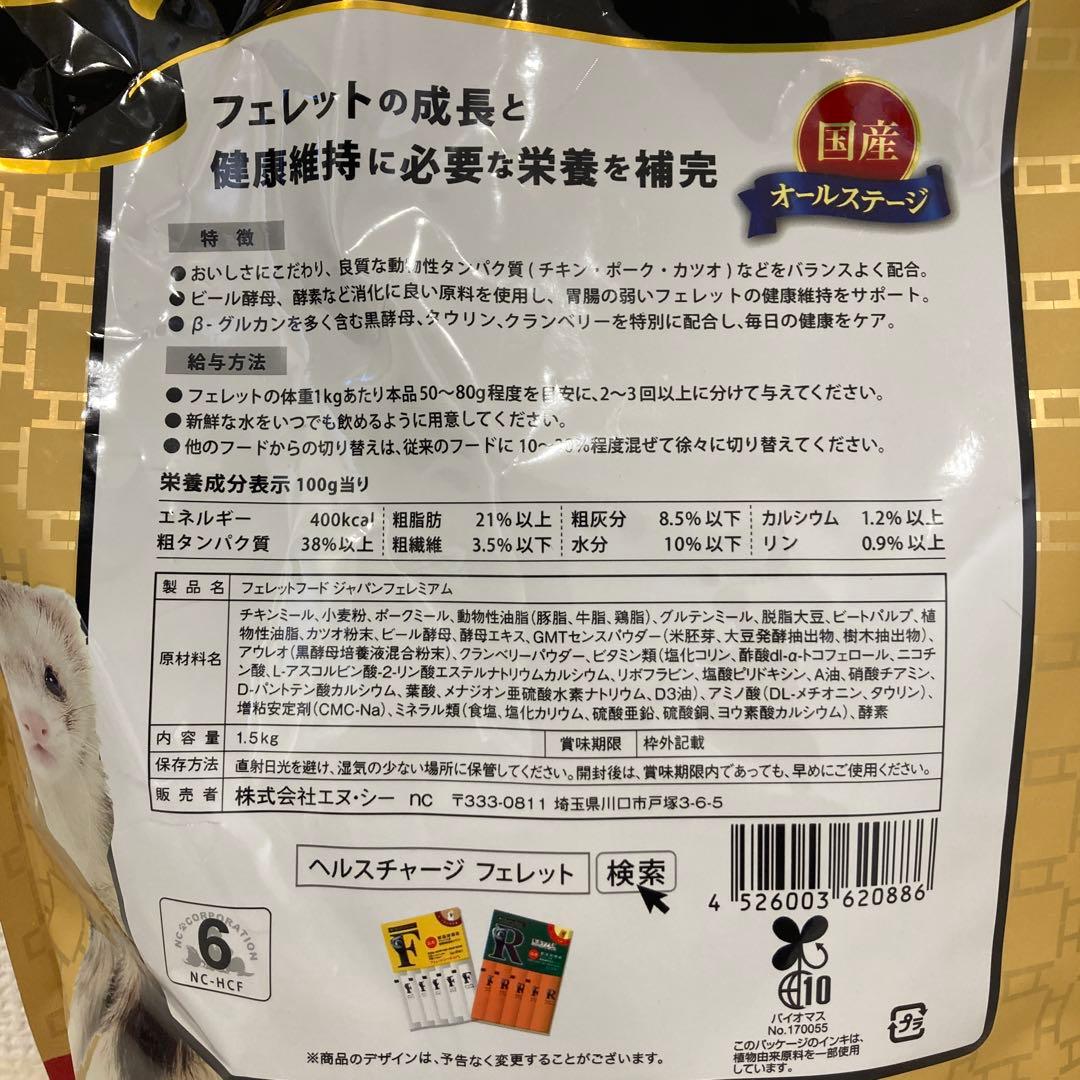 フェレットの成長と
健康維持に必要な栄養を補完
国産
オールステージ
特徴
●おいしさにこだわり、良質な動物性タンパク質(チキン・ポーク・カツオ)などをバランスよく配合。
●ビール酵母、酵素など消化に良い原料を使用し、胃腸の弱いフェレットの健康維持をサポート。
●β-グルカンを多く含む黒酵母、タウリン、クランベリーを特別に配合し、毎日の健康をケア。
給与方法
●フェレットの体重1kgあたり本品50〜80g程度を目安に、2〜3回以上に分けて与えてください。
●新鮮な水をいつでも飲めるように用意してください。
●他のフードからの切り替えは、従来のフードに10〜20%程度混ぜて徐々に切り替えてください。
栄養成分表示 100g当り
エネルギー 400kcal 粗脂肪 21%以上 粗灰分 8.5%以下 カルシウム 1.2%以上
粗タンパク質 38%以上 粗繊維 3.5%以下 水分 10%以下 リン 0.9%以上
製品名 フェレットフード ジャパンフェレミアム
原材料名 チキンミール、小麦粉、ポークミール、動物性油脂(豚脂、牛脂、鶏脂)、グルテンミール、脱脂大豆、ビートパルプ、植
物性油脂、カツオ粉末、ビール酵母、酵母エキス、GMTセンスパウダー(米胚芽、大豆発酵抽出物、樹木抽出物)、
アウレオ(黒酵母培養液混合粉末)、クランベリーパウダー、ビタミン類(塩化コリン、酢酸dl-α-トコフェロール、ニコチ
ン酸、L-アスコルビン酸-2-リン酸エステルナトリウムカルシウム、リボフラビン、塩酸ピリドキシン、A油、硝酸チアミン、
D-パントテン酸カルシウム、葉酸、メナジオン亜硫酸水素ナトリウム、D3油)、アミノ酸(DL-メチオニン、タウリン)、
増粘安定剤(CMC-Na)、ミネラル類(食塩、塩化カリウム、硫酸亜鉛、硫酸銅、ヨウ素酸カルシウム)、酵素
内容量 1.5kg 賞味期限 枠外記載
保存方法 直射日光を避け、湿気の少ない場所に保管してください。開封後は、賞味期限内であっても、早めにご使用ください。
販売者 株式会社エヌ・シー nc 〒333-0811 埼玉県川口市戸塚3-6-5
ヘルスチャージ フェレット 検索
4 526003 620886
NC CORPORATION
6
NC-HCF
F
R
10
バイオマス
No.170055
このパッケージのインキは、
植物由来原料を一部使用
しています。
プラ
※商品のデザインは、予告なく変更することがございます。